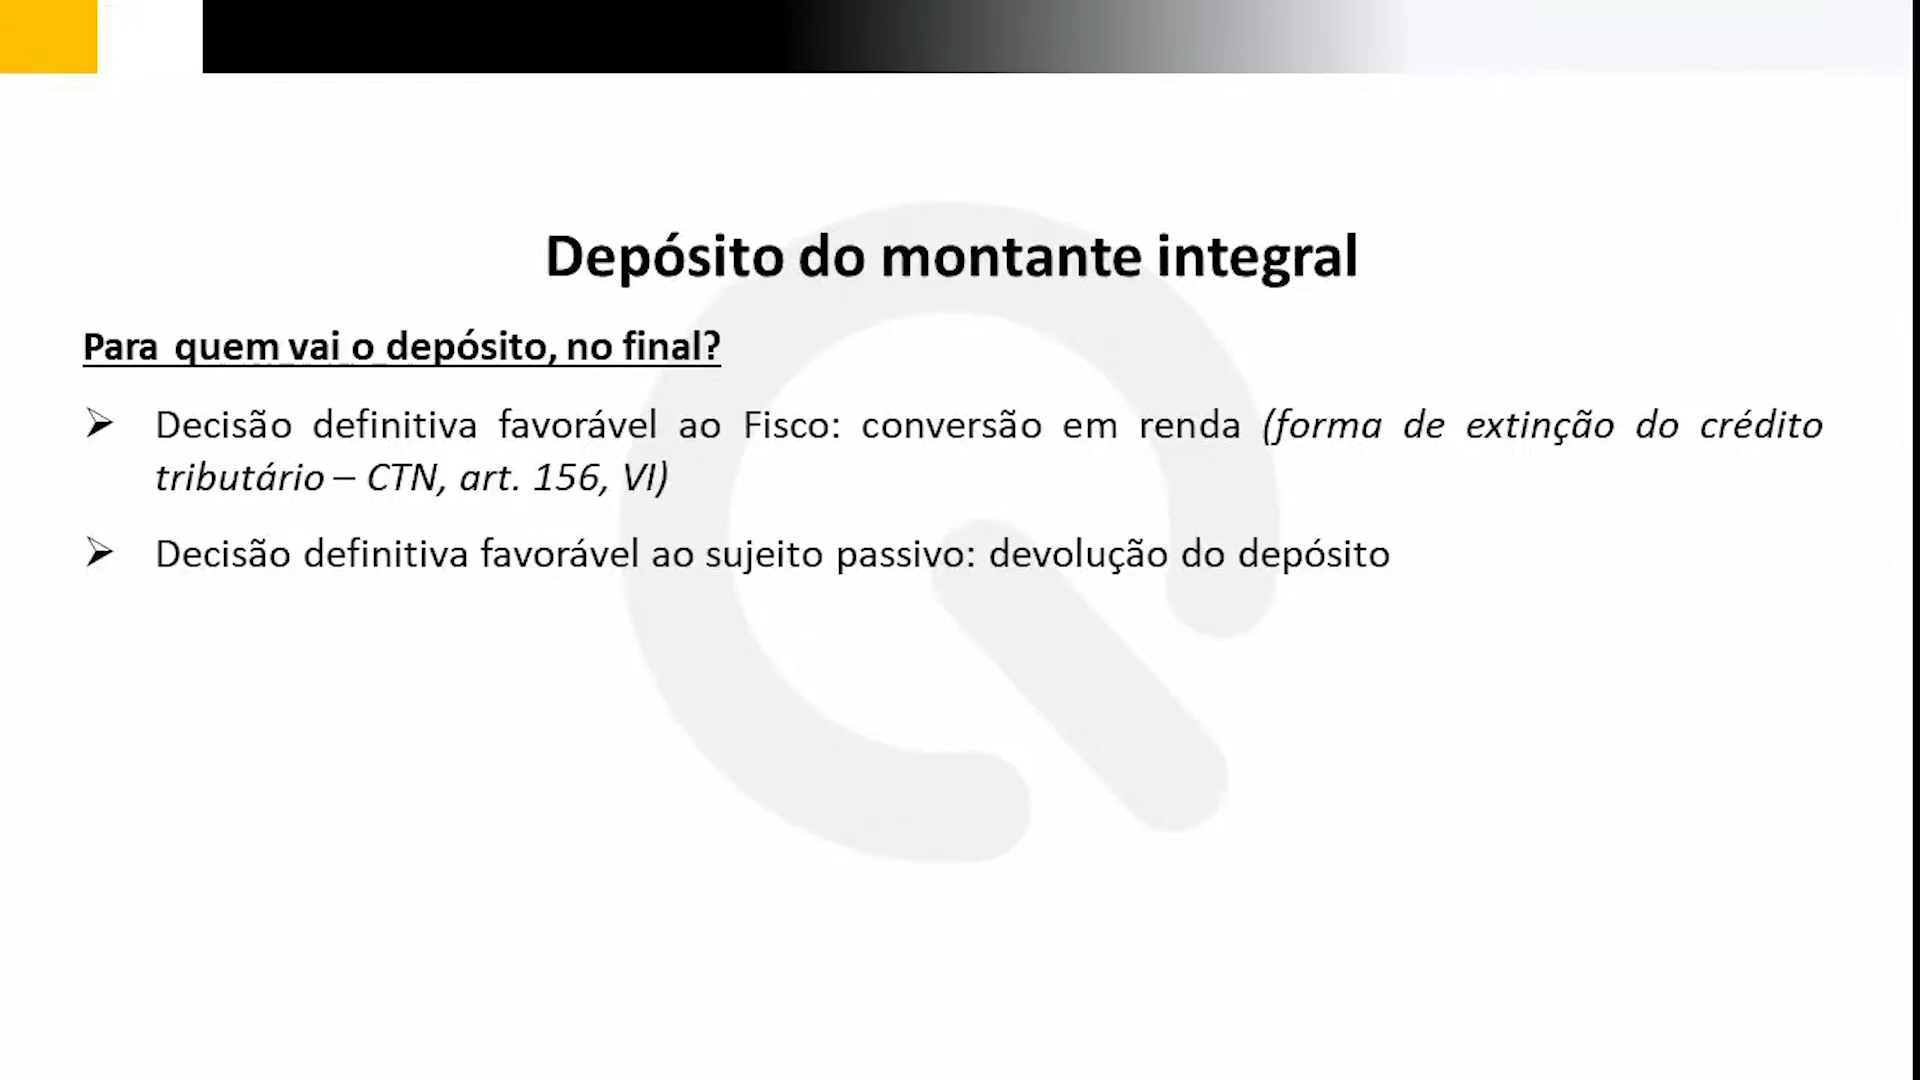 Depósito do montante integral
Para quem vai o depósito, no final?
➢ Decisão definitiva favorável ao Fisco: conversão em renda (forma de extinção do crédito
tributário – CTN, art. 156, VI)
➢ Decisão definitiva favorável ao sujeito passivo: devolução do depósito